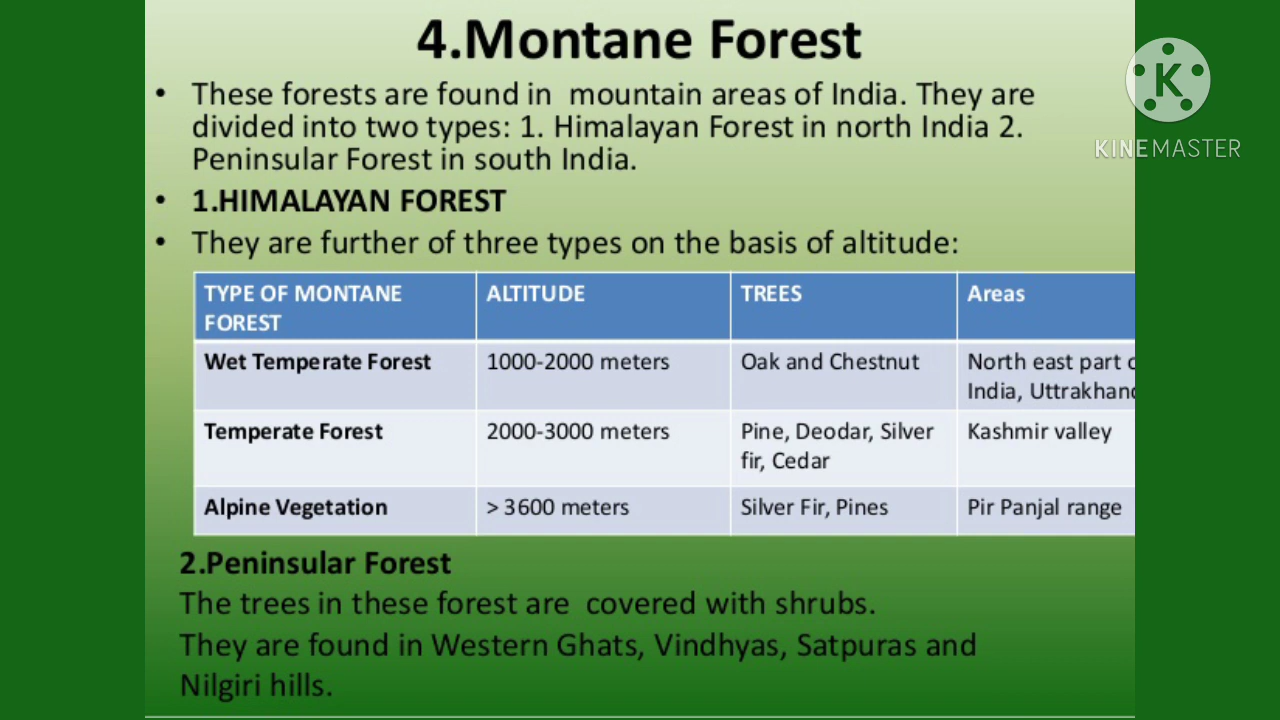 4.Montane Forest
• These forests are found in mountain areas of India. They are
divided into two types: 1. Himalayan Forest in north India 2.
Peninsular Forest in south India.
• 1.HIMALAYAN FOREST
• They are further of three types on the basis of altitude:
TYPE OF MONTANE FOREST ALTITUDE TREES Areas
Wet Temperate Forest 1000-2000 meters Oak and Chestnut North east part
India,
Temperate Forest 2000-3000 meters Pine, Deodar, Silver Kashmir valley
fir, Cedar
Alpine Vegetation > 3600 meters Silver Fir, Pines Pir Panjal range
2.Peninsular Forest
The trees in these forest are covered with shrubs.
They are found in Western Ghats, Vindhyas, Satpuras and
Nilgiri hills.
K
KINEMASTER